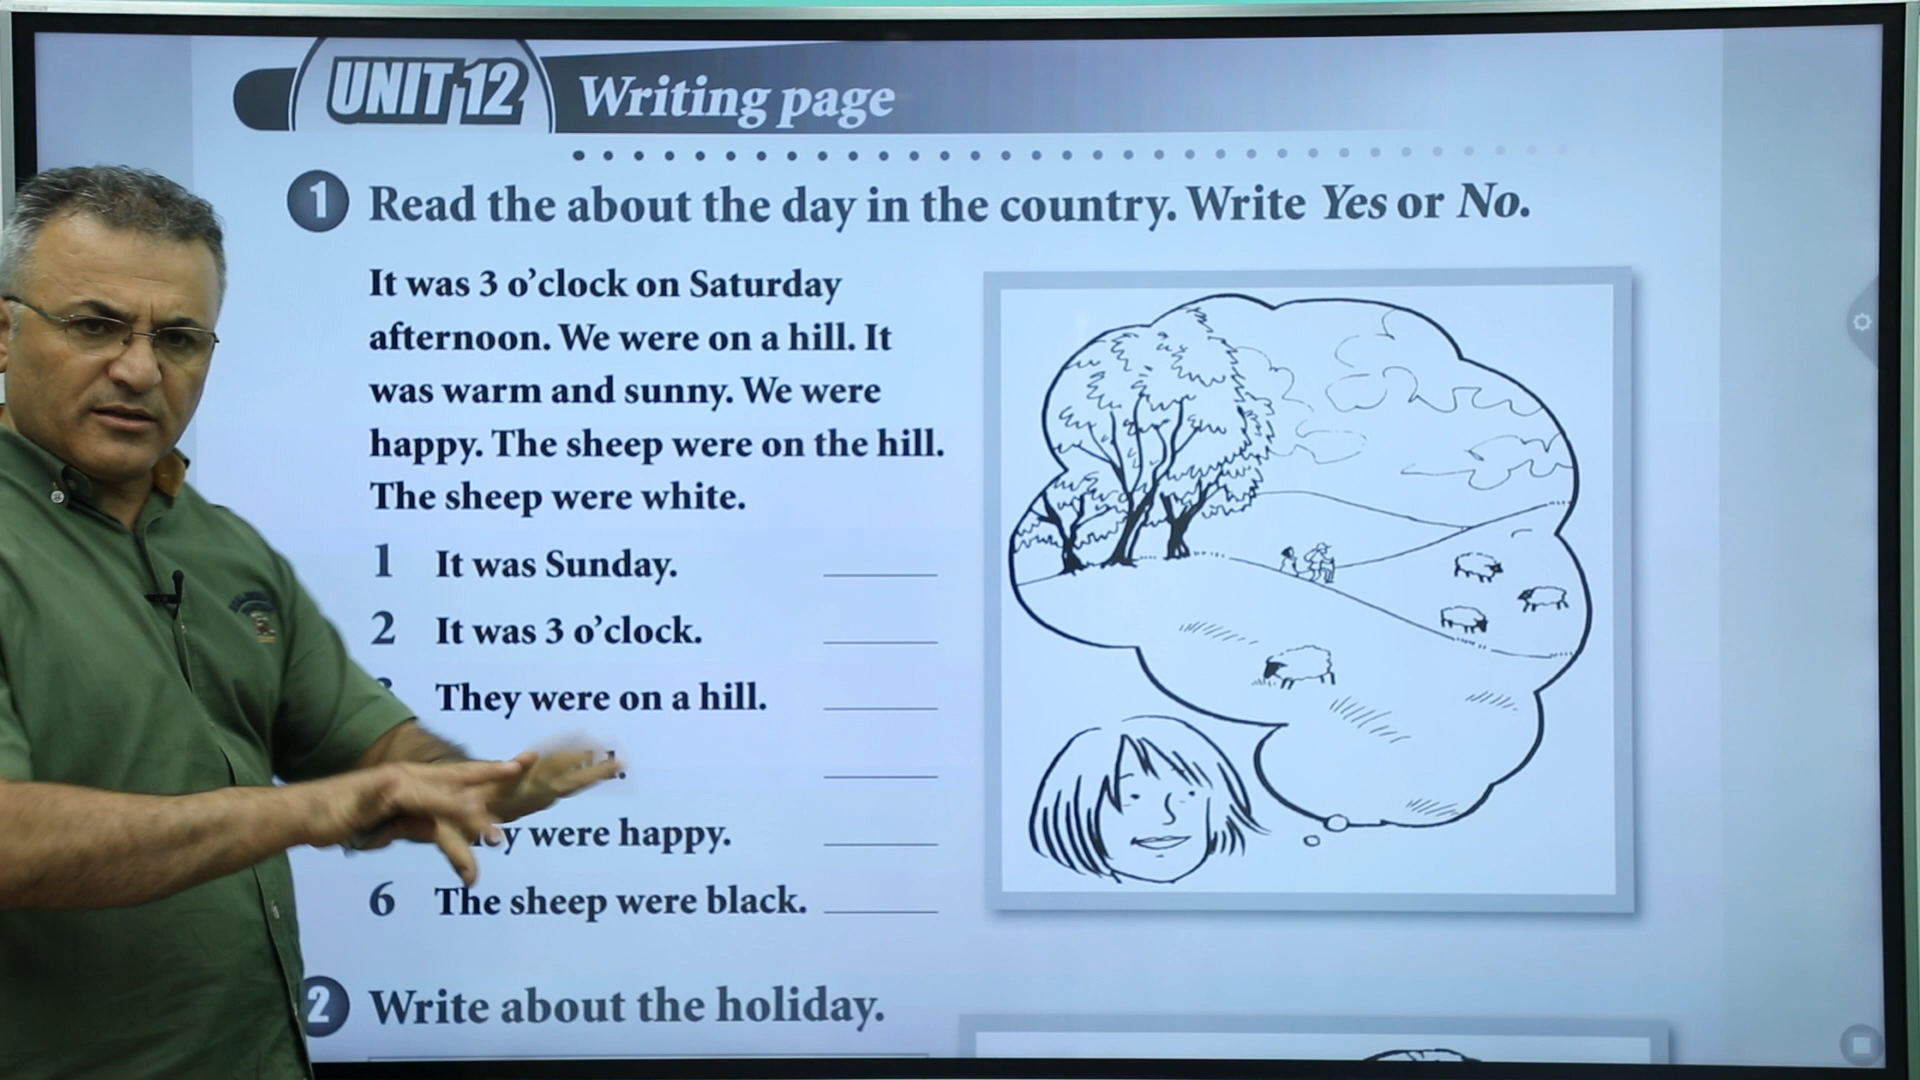 UNIT 12 Writing page
1 Read the about the day in the country. Write Yes or No.
It was 3 o'clock on Saturday
afternoon. We were on a hill. It
was warm and sunny. We were
happy. The sheep were on the hill.
The sheep were white.
1 It was Sunday.
2 It was 3 o'clock.
They were on a hill.
were happy.
6 The sheep were black.
2 Write about the holiday.